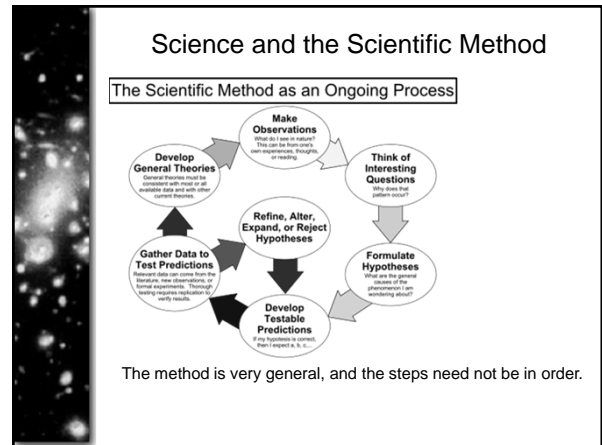 Science and the Scientific Method
The Scientific Method as an Ongoing Process
Make
Observations
What do I see in nature?
This can be from one's
own experiences, thoughts,
or reading.
Think of
Interesting
Questions
Why does that
pattern occur?
Formulate
Hypotheses
What are the general
causes of the
phenomenon I am
wondering about?
Develop
Testable
Predictions
If my hypotesis is correct,
then I expect a, b, c,...
Gather Data to
Test Predictions
Relevant data can come from the
literature, new observations, or
formal experiments. Thorough
testing requires replication to
verify results.
Refine, Alter,
Expand, or Reject
Hypotheses
Develop
General Theories
General theories must be
consistent with most or all
available data and with other
current theories.
The method is very general, and the steps need not be in order.